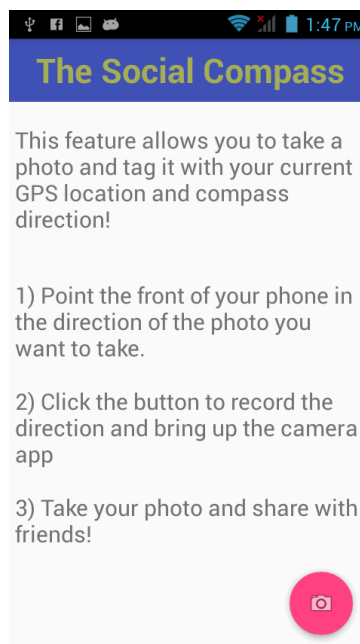 1:47 PM
The Social Compass
This feature allows you to take a
photo and tag it with your current
GPS location and compass
direction!
1) Point the front of your phone in
the direction of the photo you
want to take.
2) Click the button to record the
direction and bring up the camera
app
3) Take your photo and share with
friends!